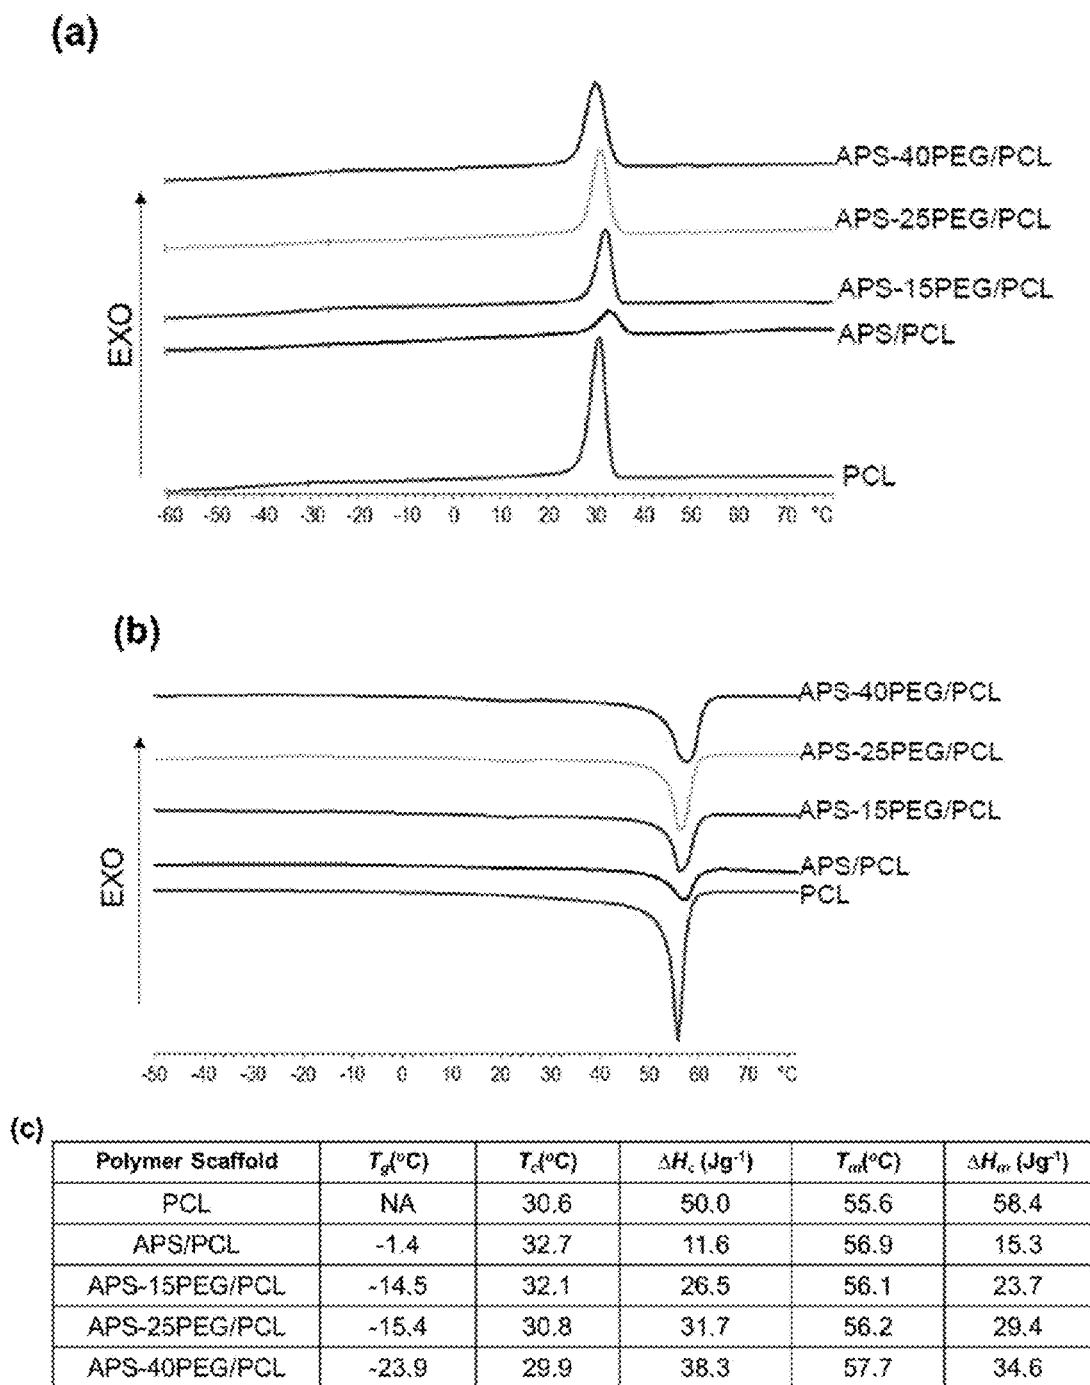 (a)
APS-40PEG/PCL
APS-25PEG/PCL
APS-15PEG/PCL
APS/PCL
PCL
EXO
-60 -50 -40 -30 -20 -10 0 10 20 30 40 50 60 70 °C
(b)
APS-40PEG/PCL
APS-25PEG/PCL
APS-15PEG/PCL
APS/PCL
PCL
EXO
-50 -40 -30 -20 -10 0 10 20 30 40 50 60 70 °C
(c)
Polymer Scaffold Tg(°C) Tc(°C) ΔHc (Jg-1) Tm(°C) ΔHm (Jg-1)
PCL NA 30.6 50.0 55.6 58.4
APS/PCL -1.4 32.7 11.6 56.9 15.3
APS-15PEG/PCL -14.5 32.1 26.5 56.1 23.7
APS-25PEG/PCL -15.4 30.8 31.7 56.2 29.4
APS-40PEG/PCL -23.9 29.9 38.3 57.7 34.6